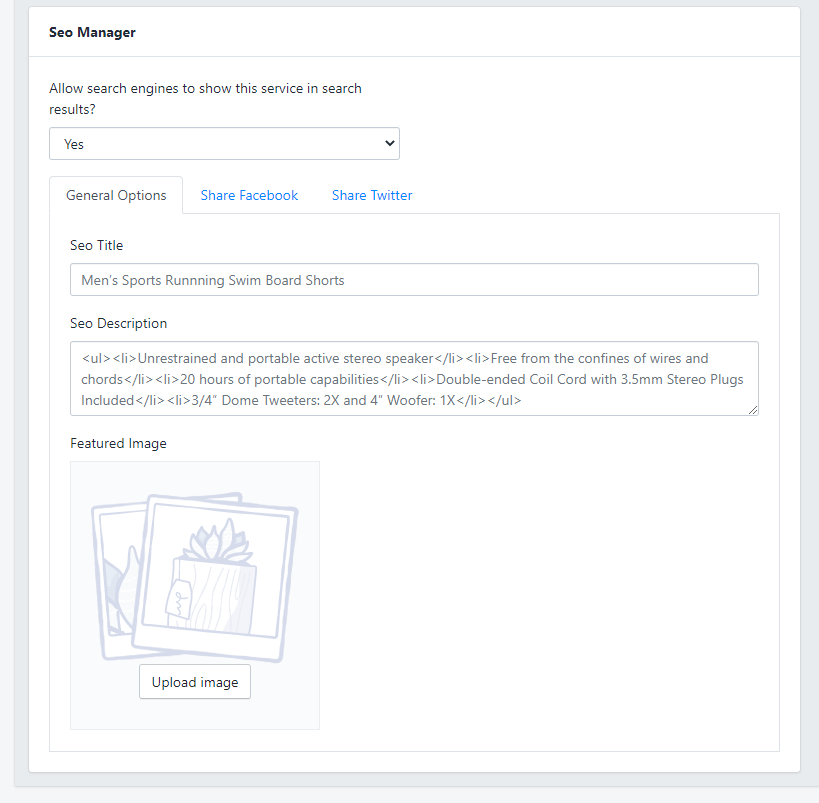 Seo Manager
Allow search engines to show this service in search
results?
Yes
General Options Share Facebook Share Twitter
Seo Title
Men’s Sports Runnning Swim Board Shorts
Seo Description
<ul><li>Unrestrained and portable active stereo speaker</li><li>Free from the confines of wires and
chords</li><li>20 hours of portable capabilities</li><li>Double-ended Coil Cord with 3.5mm Stereo Plugs
Included</li><li>3/4″ Dome Tweeters: 2X and 4″ Woofer: 1X</li></ul>
Featured Image
Upload image